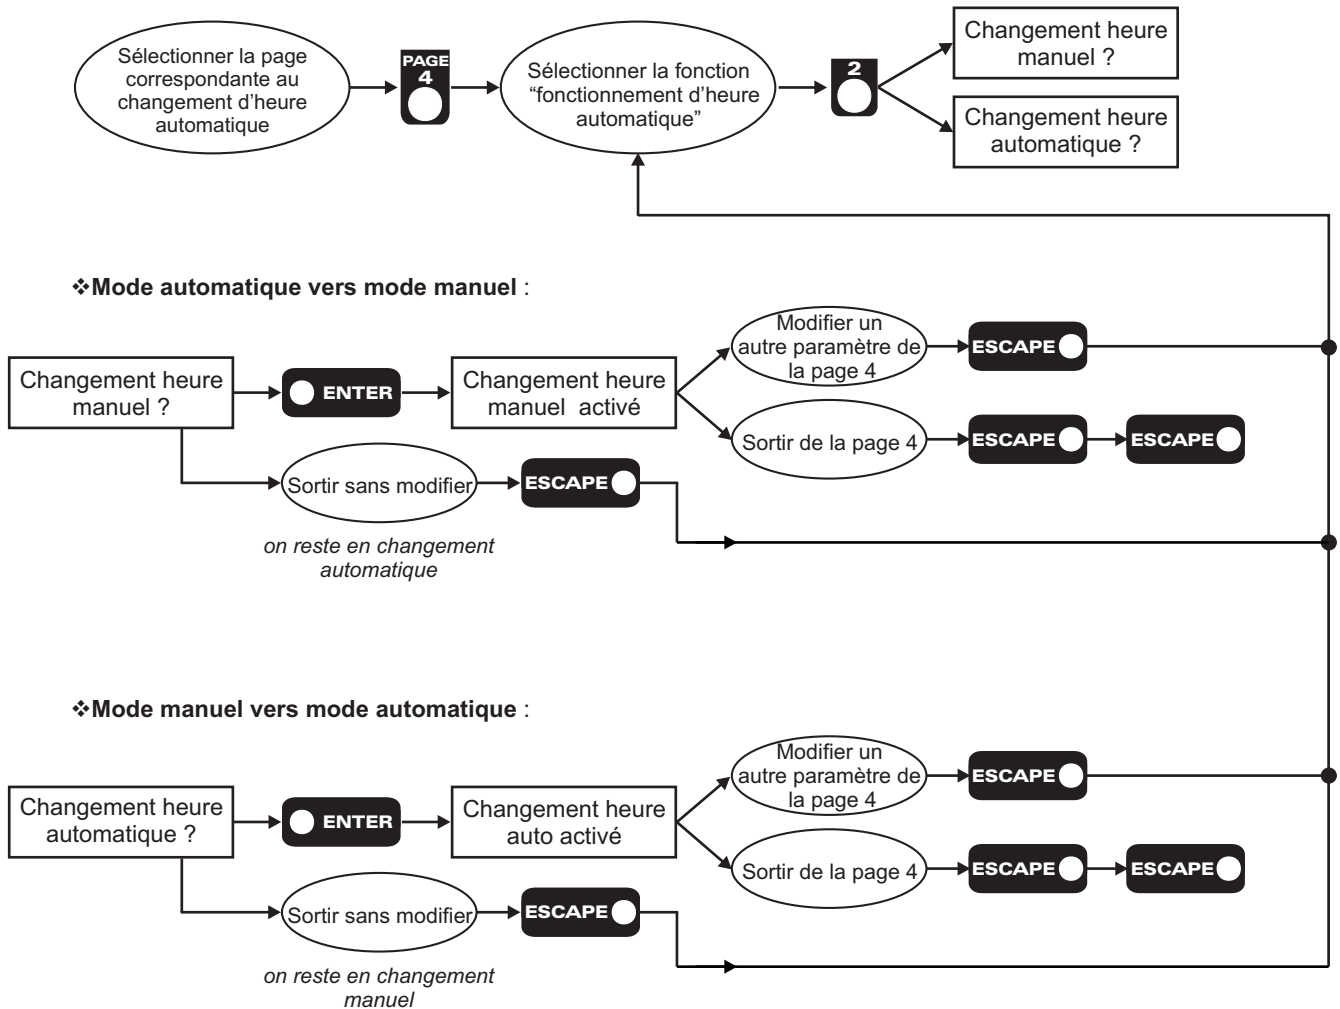 Sélectionner la page
correspondante au
changement d'heure
automatique
PAGE
4
Sélectionner la fonction
“fonctionnement d'heure
automatique”
2
Changement heure
manuel ?
Changement heure
automatique ?
❖Mode automatique vers mode manuel :
Changement heure
manuel ?
ENTER
Changement heure
manuel activé
Modifier un
autre paramètre de
la page 4
ESCAPE
Sortir de la page 4
ESCAPE
ESCAPE
Sortir sans modifier
ESCAPE
on reste en changement
automatique
❖Mode manuel vers mode automatique :
Changement heure
automatique ?
ENTER
Changement heure
auto activé
Modifier un
autre paramètre de
la page 4
ESCAPE
Sortir de la page 4
ESCAPE
ESCAPE
Sortir sans modifier
ESCAPE
on reste en changement
manuel